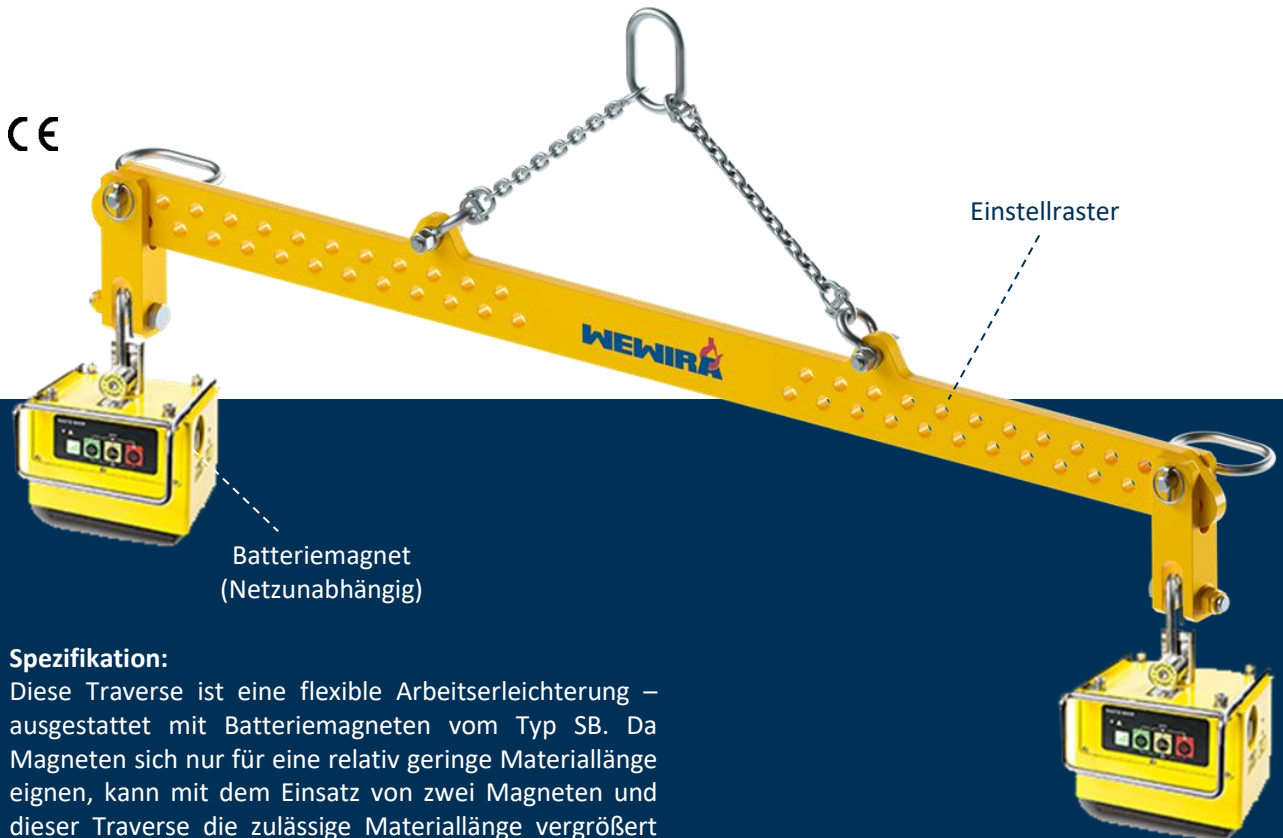 CE
Einstellraster
WEWIRA
Batteriemagnet
(Netzunabhängig)
Spezifikation:
Diese Traverse ist eine flexible Arbeitserleichterung –
ausgestattet mit Batteriemagneten vom Typ SB. Da
Magneten sich nur für eine relativ geringe Materiallänge
eignen, kann mit dem Einsatz von zwei Magneten und
dieser Traverse die zulässige Materiallänge vergrößert